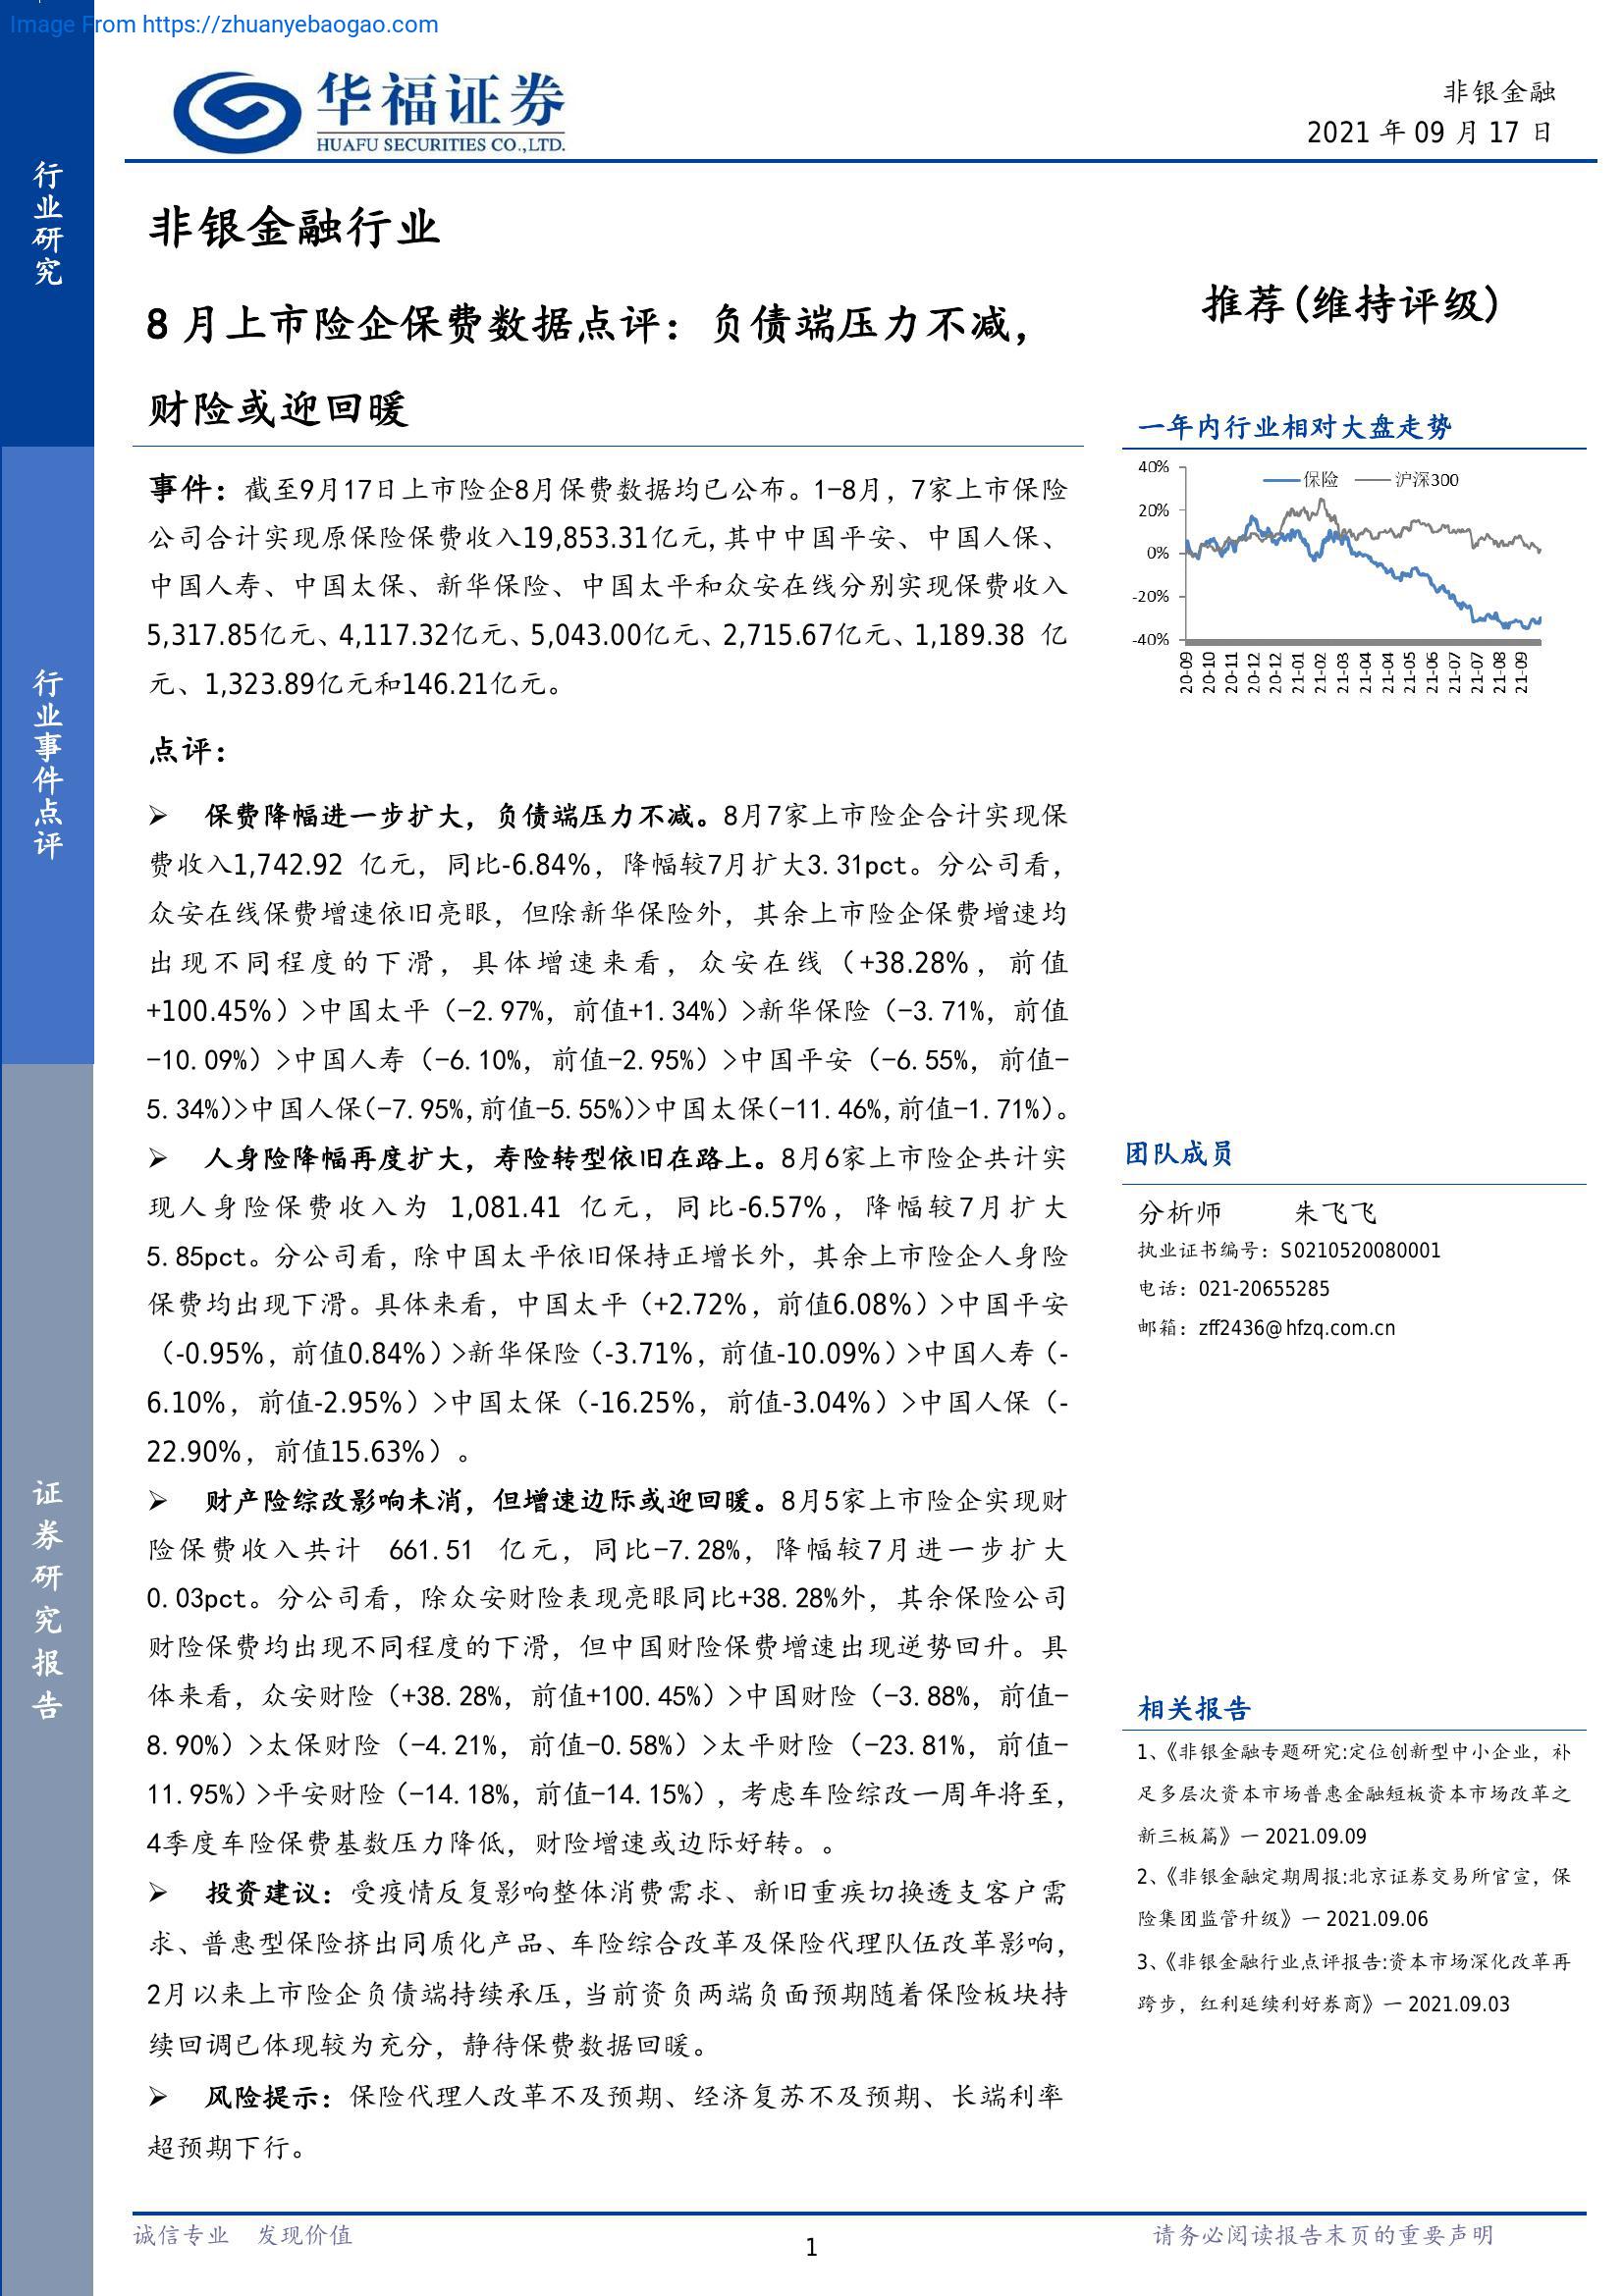 Image From https://zhuanyebaogao.com
华福证券
HUAFU SECURITIES CO.,LTD.
非银金融
2021 年 09 月 17 日
行业研究
行业事件点评
证券研究报告
非银金融行业
8 月上市险企保费数据点评：负债端压力不减，
财险或迎回暖
事件：截至9月17日上市险企8月保费数据均已公布。1-8月，7家上市保险
公司合计实现原保险保费收入19,853.31亿元,其中中国平安、中国人保、
中国人寿、中国太保、新华保险、中国太平和众安在线分别实现保费收入
5,317.85亿元、4,117.32亿元、5,043.00亿元、2,715.67亿元、1,189.38 亿
元、1,323.89亿元和146.21亿元。
点评：
➢ 保费降幅进一步扩大，负债端压力不减。8月7家上市险企合计实现保
费收入1,742.92 亿元，同比-6.84%，降幅较7月扩大3.31pct。分公司看，
众安在线保费增速依旧亮眼，但除新华保险外，其余上市险企保费增速均
出现不同程度的下滑，具体增速来看，众安在线（+38.28%，前值
+100.45%）>中国太平（-2.97%，前值+1.34%）>新华保险（-3.71%，前值
-10.09%）>中国人寿（-6.10%，前值-2.95%）>中国平安（-6.55%，前值-
5.34%)>中国人保(-7.95%,前值-5.55%)>中国太保(-11.46%,前值-1.71%)。
➢ 人身险降幅再度扩大，寿险转型依旧在路上。8月6家上市险企共计实
现人身险保费收入为 1,081.41 亿元，同比-6.57%，降幅较7月扩大
5.85pct。分公司看，除中国太平依旧保持正增长外，其余上市险企人身险
保费均出现下滑。具体来看，中国太平（+2.72%，前值6.08%）>中国平安
（-0.95%，前值0.84%）>新华保险（-3.71%，前值-10.09%）>中国人寿（-
6.10%，前值-2.95%）>中国太保（-16.25%，前值-3.04%）>中国人保（-
22.90%，前值15.63%）。
➢ 财产险综改影响未消，但增速边际或迎回暖。8月5家上市险企实现财
险保费收入共计 661.51 亿元，同比-7.28%，降幅较7月进一步扩大
0.03pct。分公司看，除众安财险表现亮眼同比+38.28%外，其余保险公司
财险保费均出现不同程度的下滑，但中国财险保费增速出现逆势回升。具
体来看，众安财险（+38.28%，前值+100.45%）>中国财险（-3.88%，前值-
8.90%）>太保财险（-4.21%，前值-0.58%）>太平财险（-23.81%，前值-
11.95%）>平安财险（-14.18%，前值-14.15%），考虑车险综改一周年将至，
4季度车险保费基数压力降低，财险增速或边际好转。。
➢ 投资建议：受疫情反复影响整体消费需求、新旧重疾切换透支客户需
求、普惠型保险挤出同质化产品、车险综合改革及保险代理队伍改革影响，
2月以来上市险企负债端持续承压,当前资负两端负面预期随着保险板块持
续回调已体现较为充分，静待保费数据回暖。
➢ 风险提示：保险代理人改革不及预期、经济复苏不及预期、长端利率
超预期下行。
推荐(维持评级)
一年内行业相对大盘走势
保险 沪深300
40%
20%
0%
-20%
-40%
20-09 20-10 20-11 20-12 20-12 21-01 21-02 21-03 21-04 21-04 21-05 21-06 21-07 21-07 21-08 21-09
团队成员
分析师 朱飞飞
执业证书编号：S0210520080001
电话：021-20655285
邮箱：zff2436@hfzq.com.cn
相关报告
1、《非银金融专题研究:定位创新型中小企业，补
足多层次资本市场普惠金融短板资本市场改革之
新三板篇》一 2021.09.09
2、《非银金融定期周报:北京证券交易所官宣，保
险集团监管升级》一 2021.09.06
3、《非银金融行业点评报告:资本市场深化改革再
跨步，红利延续利好券商》一 2021.09.03
诚信专业 发现价值
1
请务必阅读报告末页的重要声明